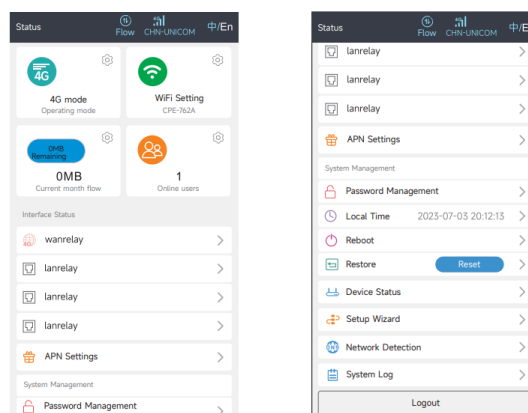 Status
Flow
CHN-UNICOM
中/En
4G
4G mode
Operating mode
WiFi Setting
CPE-762A
0MB
Remaining
0MB
Current month flow
1
Online users
Interface Status
4G
wanrelay
lanrelay
lanrelay
lanrelay
APN Settings
System Management
Password Management
Status
Flow
CHN-UNICOM
中/E
lanrelay
lanrelay
lanrelay
APN Settings
System Management
Password Management
Local Time 2023-07-03 20:12:13
Reboot
Restore Reset
Device Status
Setup Wizard
Network Detection
System Log
Logout